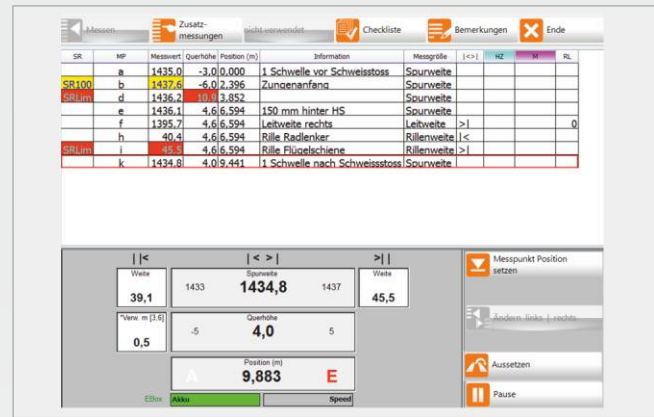 Messen
Zusatz-
messungen
nicht verwendet
Checkliste
Bemerkungen
Ende
SR MP Messwert Querhöhe Position (m) Information Messgröße |<>| HZ M RL
a 1435,0 -3,0 0,000 1 Schwelle vor Schweisstoss Spurweite
SR100 b 1437,6 -6,0 2,396 Zungenanfang Spurweite
SRLim d 1436,2 10,9 3,852
e 1436,1 4,6 6,594 150 mm hinter HS Spurweite
f 1395,7 4,6 6,594 Leitweite rechts Leitweite >| 0
h 40,4 4,6 6,594 Rille Radlenker Rillenweite |<
SRLim i 45,5 4,6 6,594 Rille Flügelschiene Rillenweite >|
k 1434,8 4,0 9,441 1 Schwelle nach Schweissstoss Spurweite
||< |< >| >||
Weite Spurweite Weite
39,1 1433 1434,8 1437 45,5
*Verw. m [3,6] Querhöhe
0,5 -5 4,0 5
Position (m)
A 9,883 E
EBox Akku Speed
Messpunkt Position
setzen
Ändern links | rechts
Aussetzen
Pause